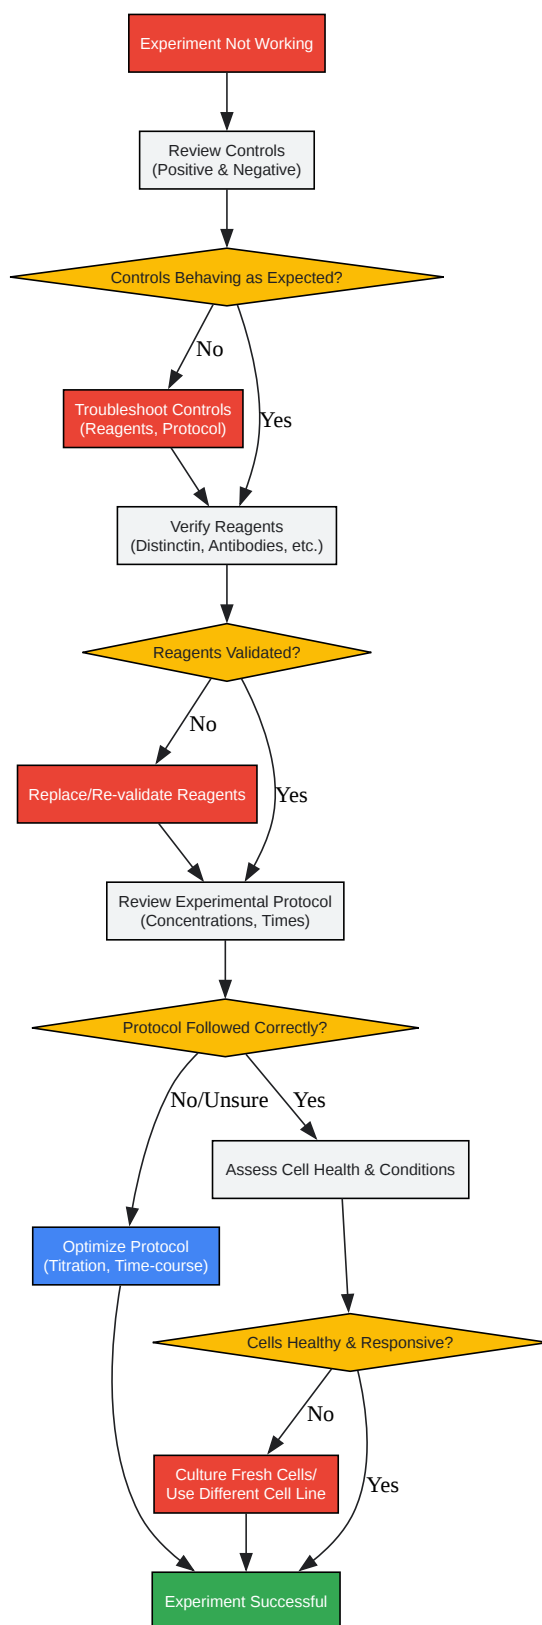 Experiment Not Working
Review Controls
(Positive & Negative)
Controls Behaving as Expected?
No
Troubleshoot Controls
(Reagents, Protocol)
Yes
Verify Reagents
(Distinctin, Antibodies, etc.)
Reagents Validated?
No
Replace/Re-validate Reagents
Yes
Review Experimental Protocol
(Concentrations, Times)
Protocol Followed Correctly?
No/Unsure
Yes
Assess Cell Health & Conditions
Optimize Protocol
(Titration, Time-course)
Cells Healthy & Responsive?
No
Culture Fresh Cells/
Use Different Cell Line
Yes
Experiment Successful